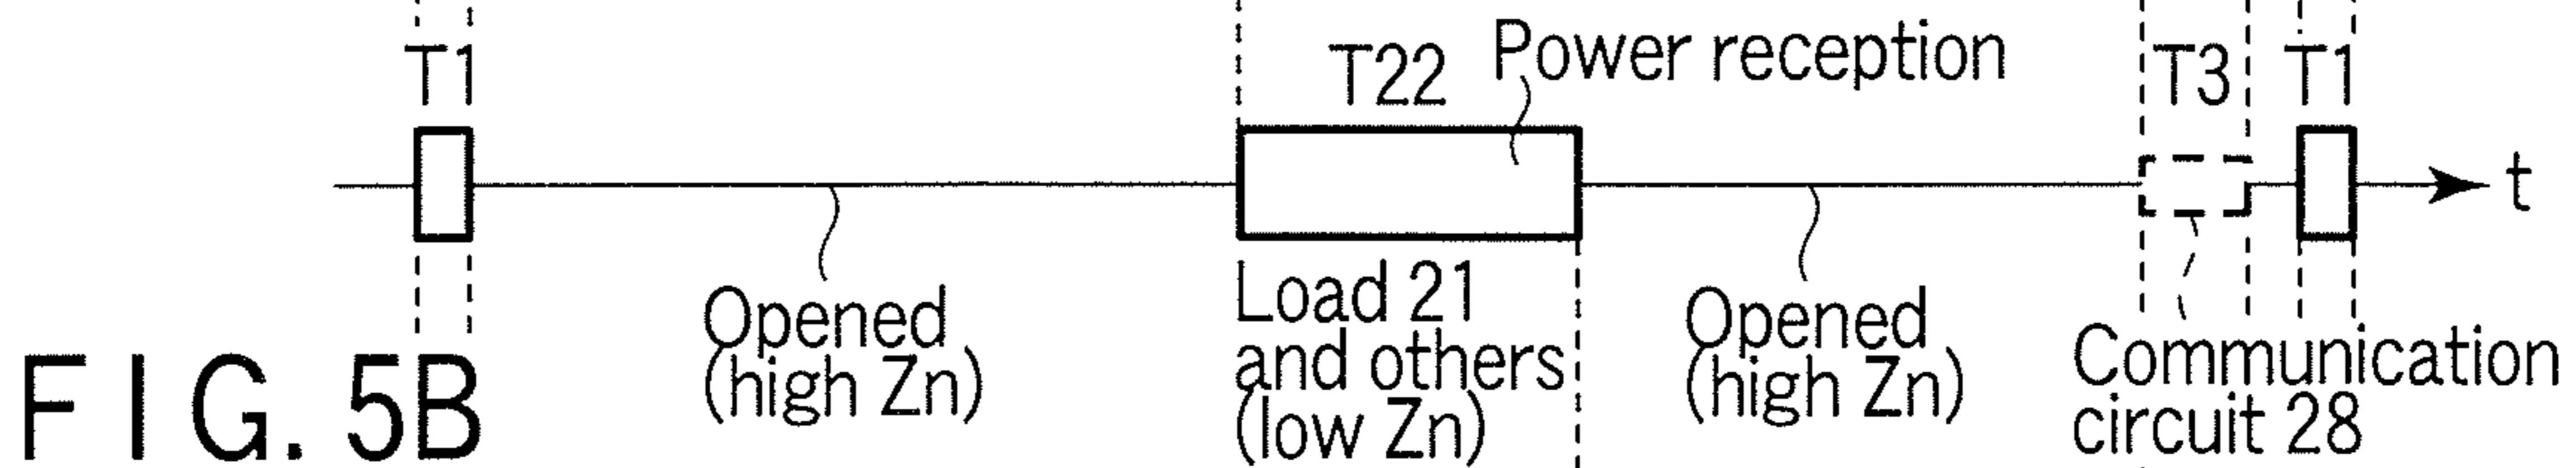 T1
T22
Power reception
T3
T1
t
Opened
(high Zn)
Load 21
and others
(low Zn)
Opened
(high Zn)
Communication
circuit 28
FIG. 5B